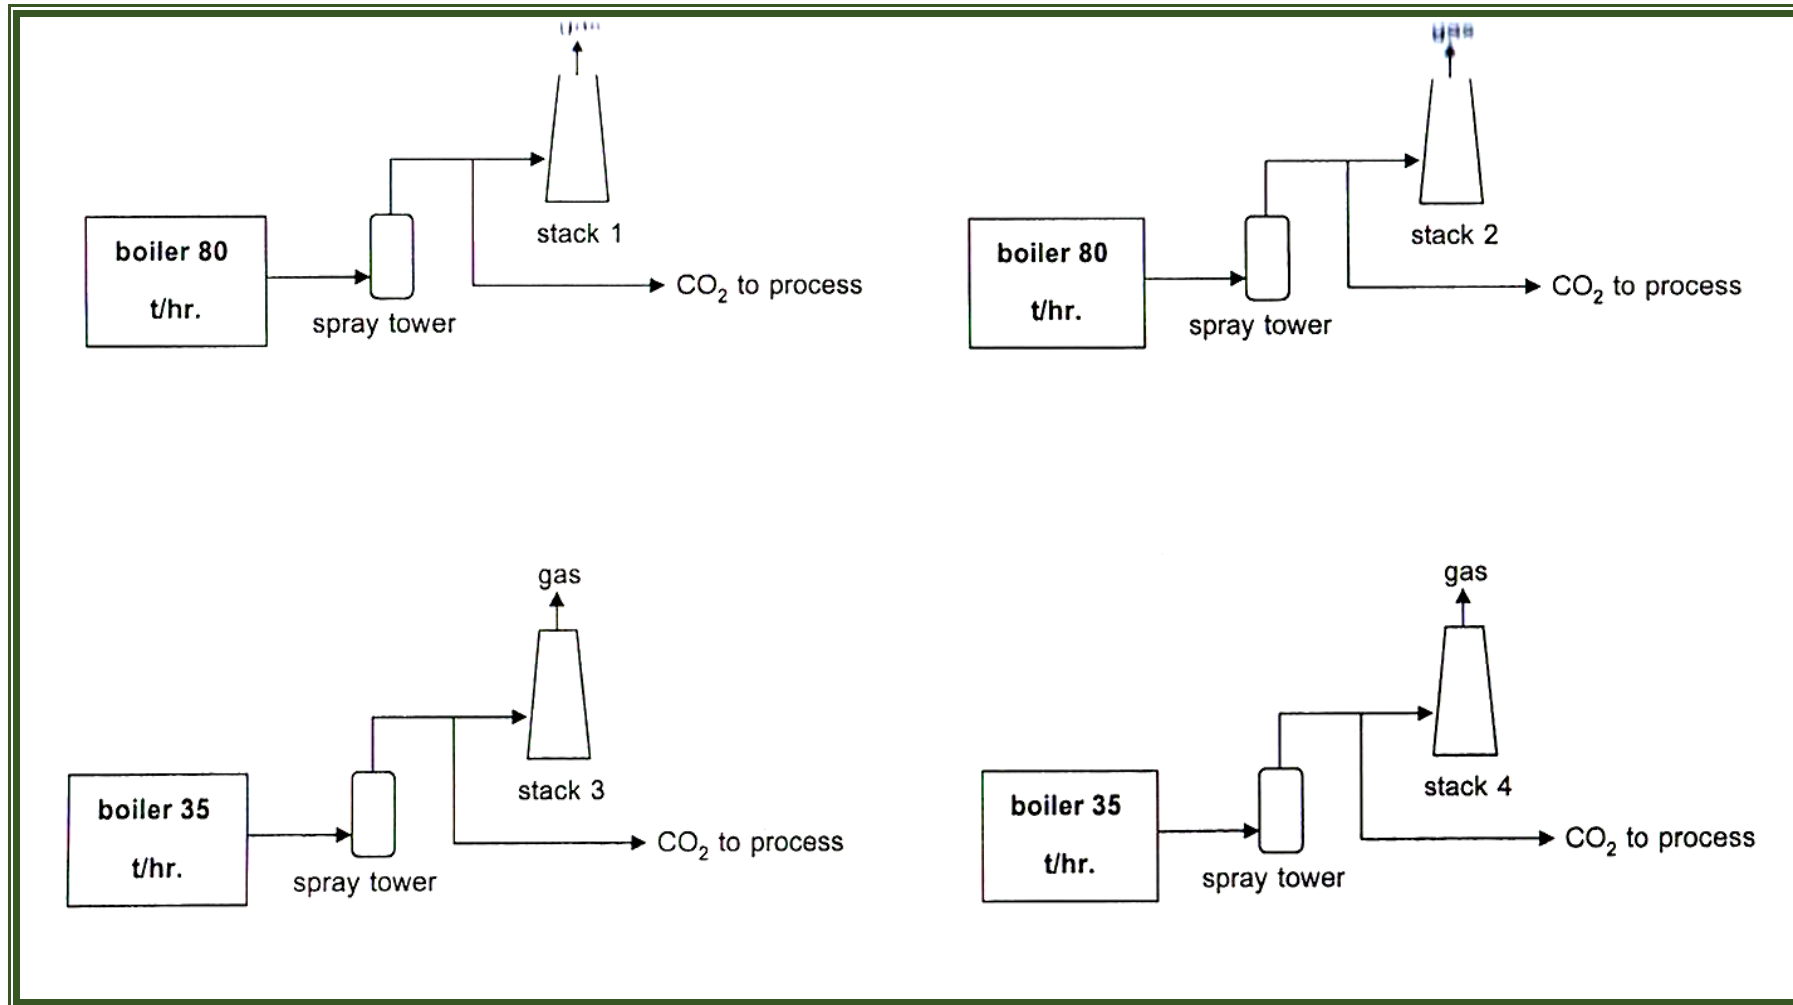 stack 1
boiler 80
t/hr.
CO₂ to process
spray tower
gas
stack 2
boiler 80
t/hr.
CO₂ to process
spray tower
gas
stack 3
boiler 35
t/hr.
CO₂ to process
spray tower
gas
stack 4
boiler 35
t/hr.
CO₂ to process
spray tower